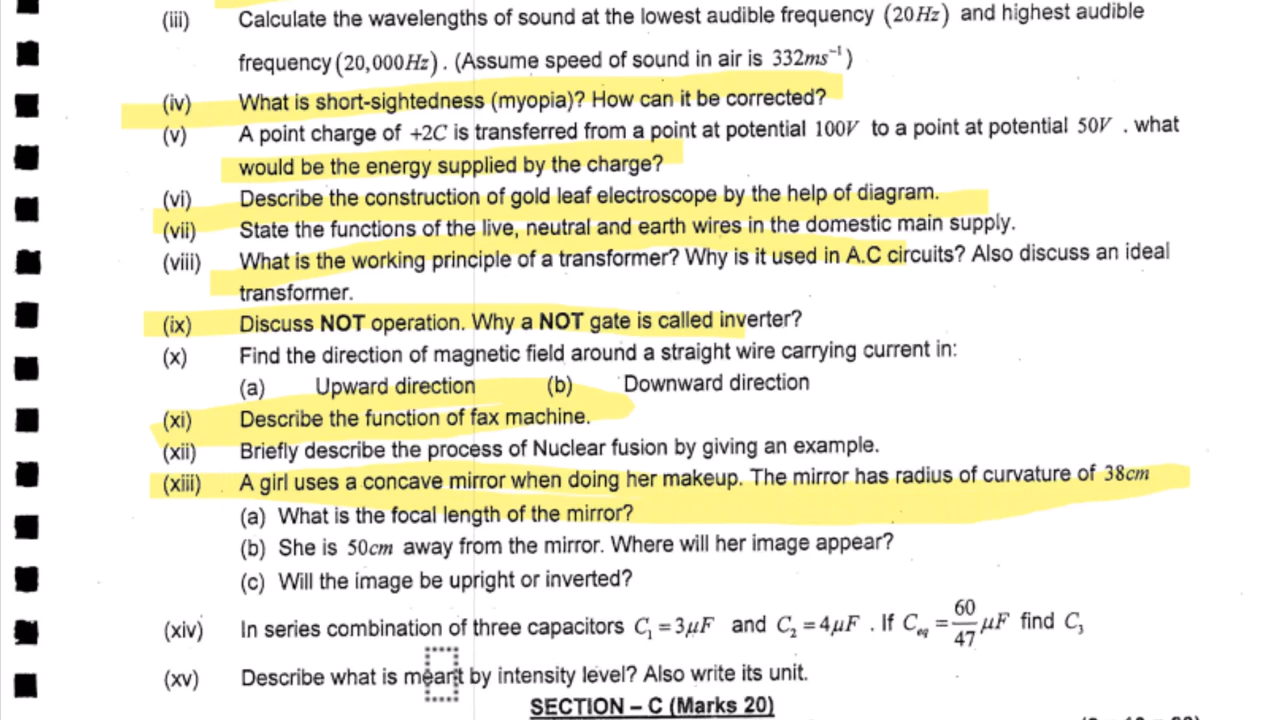 (iii) Calculate the wavelengths of sound at the lowest audible frequency (20Hz) and highest audible
frequency (20,000Hz). (Assume speed of sound in air is 332ms⁻¹)
(iv) What is short-sightedness (myopia)? How can it be corrected?
(v) A point charge of +2C is transferred from a point at potential 100V to a point at potential 50V . what
would be the energy supplied by the charge?
(vi) Describe the construction of gold leaf electroscope by the help of diagram.
(vii) State the functions of the live, neutral and earth wires in the domestic main supply.
(viii) What is the working principle of a transformer? Why is it used in A.C circuits? Also discuss an ideal
transformer.
(ix) Discuss NOT operation. Why a NOT gate is called inverter?
(x) Find the direction of magnetic field around a straight wire carrying current in:
(a) Upward direction (b) Downward direction
(xi) Describe the function of fax machine.
(xii) Briefly describe the process of Nuclear fusion by giving an example.
(xiii) A girl uses a concave mirror when doing her makeup. The mirror has radius of curvature of 38cm
(a) What is the focal length of the mirror?
(b) She is 50cm away from the mirror. Where will her image appear?
(c) Will the image be upright or inverted?
(xiv) In series combination of three capacitors C₁ = 3μF and C₂ = 4μF . If C_eq = 60/47 μF find C₃
(xv) Describe what is meant by intensity level? Also write its unit.
SECTION – C (Marks 20)